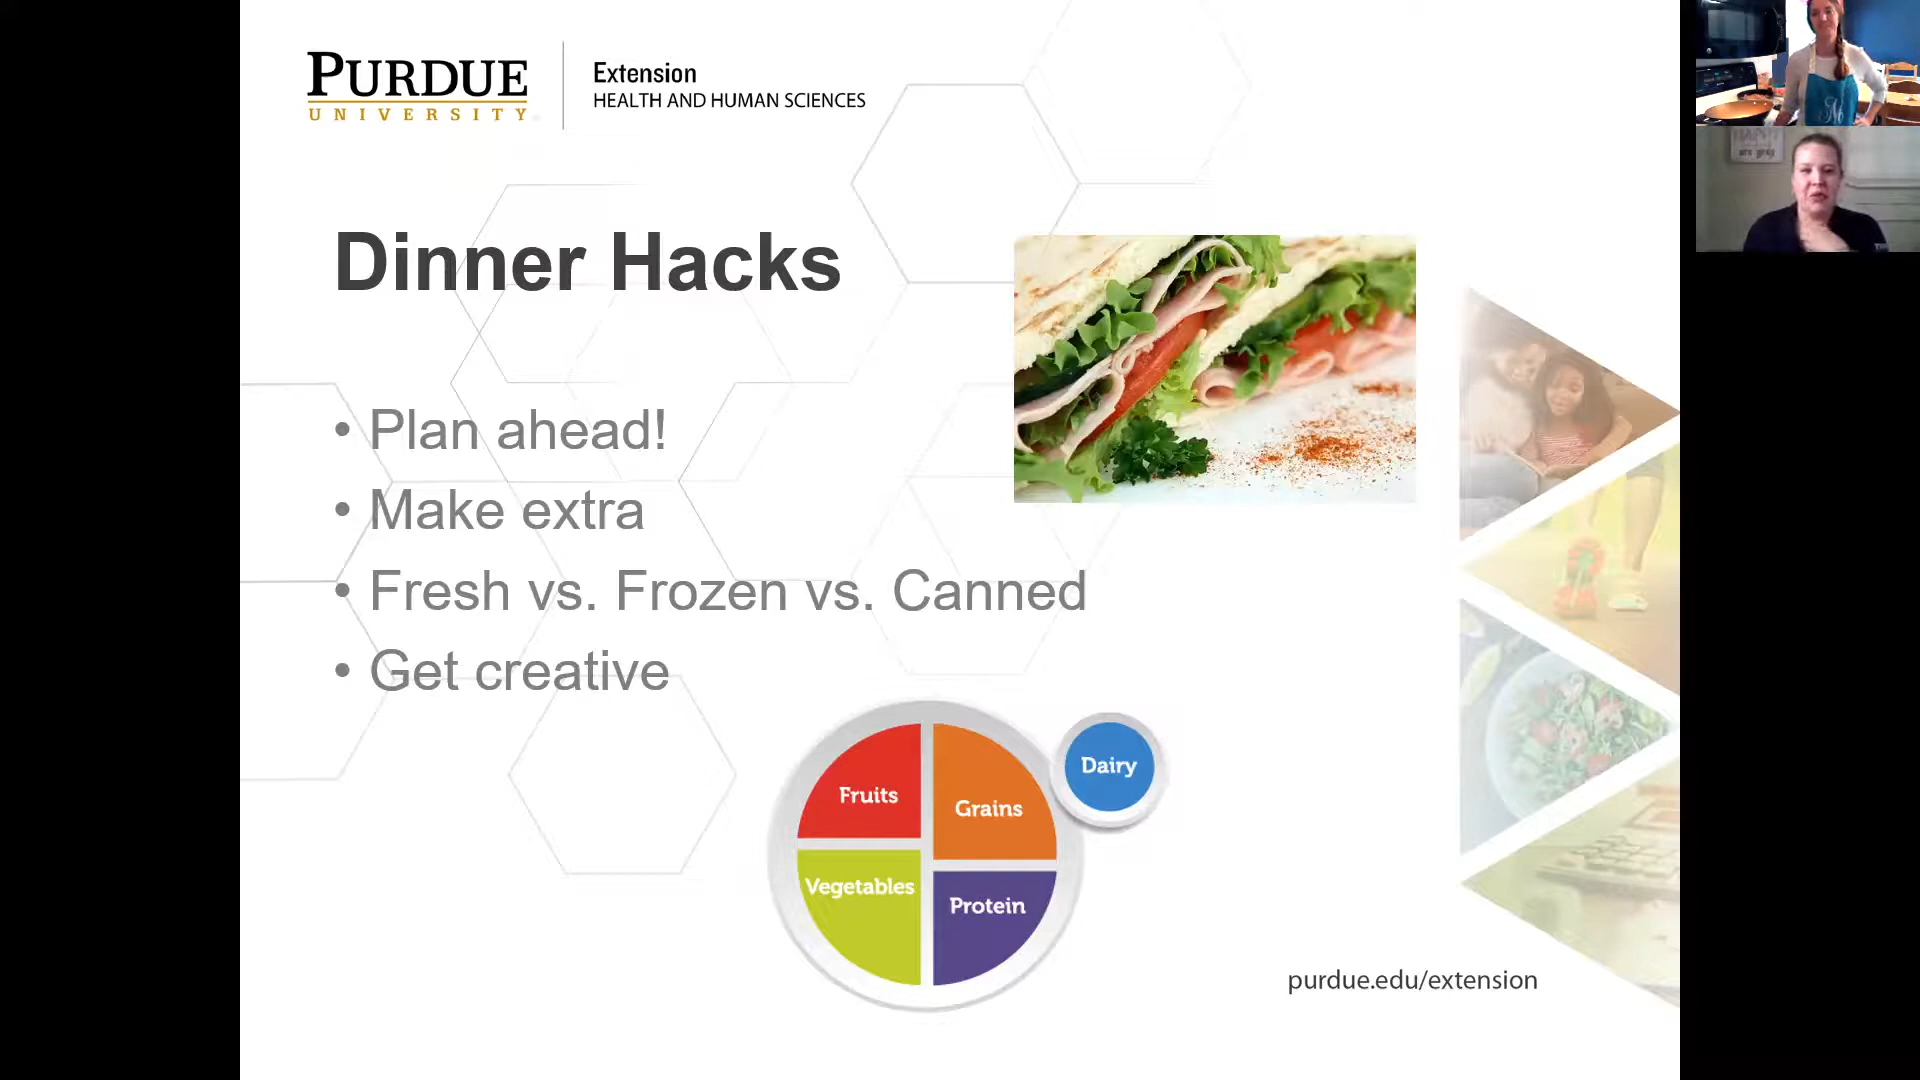 PURDUE
UNIVERSITY
Extension
HEALTH AND HUMAN SCIENCES
Dinner Hacks
• Plan ahead!
• Make extra
• Fresh vs. Frozen vs. Canned
• Get creative
Fruits
Grains
Dairy
Vegetables
Protein
purdue.edu/extension
M